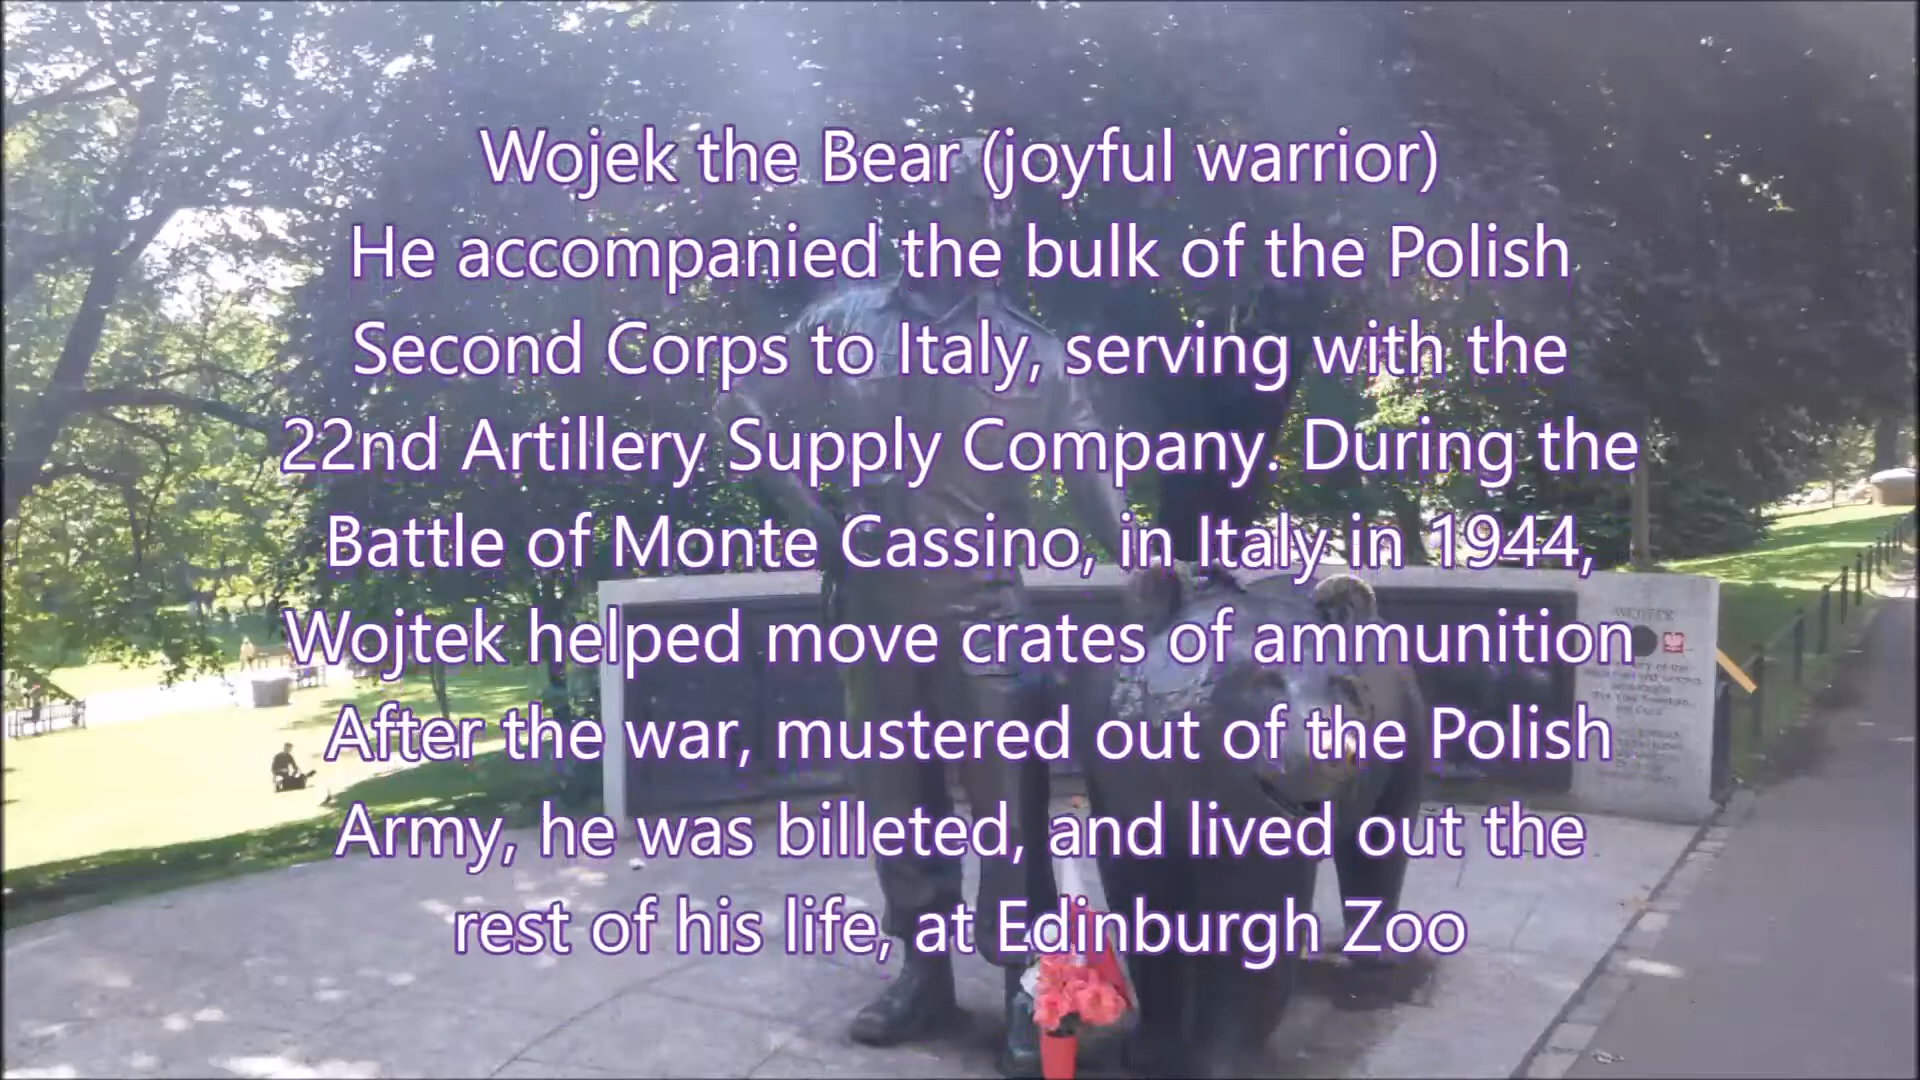 Wojek the Bear (joyful warrior)
He accompanied the bulk of the Polish
Second Corps to Italy, serving with the
22nd Artillery Supply Company. During the
Battle of Monte Cassino, in Italy in 1944,
Wojtek helped move crates of ammunition
After the war, mustered out of the Polish
Army, he was billeted, and lived out the
rest of his life, at Edinburgh Zoo
WOJTEK